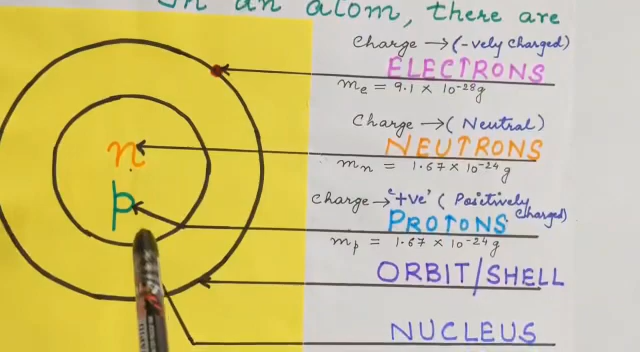 In an atom, there are
Charge → (-vely charged)
ELECTRONS
me = 9.1 × 10⁻²⁸g
Charge → ( Neutral)
n
NEUTRONS
mn = 1.67 × 10⁻²⁴g
charge → '+ve' ( Positively Charged)
p
PROTONS
mp = 1.67 × 10⁻²⁴g
ORBIT/SHELL
NUCLEUS